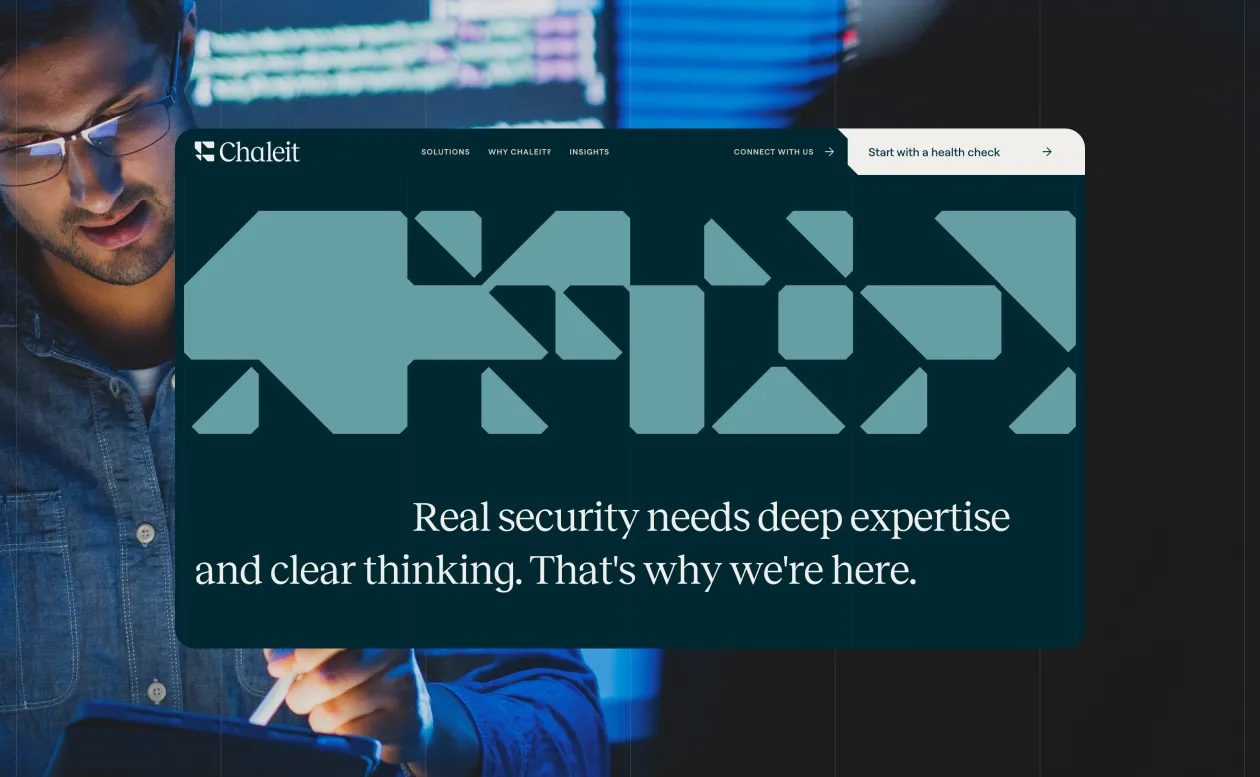 Chaleit
SOLUTIONS WHY CHALEIT? INSIGHTS
CONNECT WITH US →
Start with a health check →
Real security needs deep expertise
and clear thinking. That's why we're here.